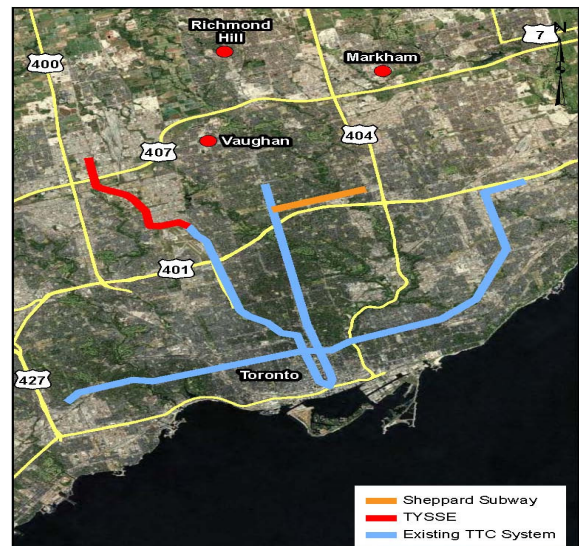 Richmond
Hill
7
400
Markham
404
Vaughan
407
401
427
Toronto
Sheppard Subway
TYSSE
Existing TTC System